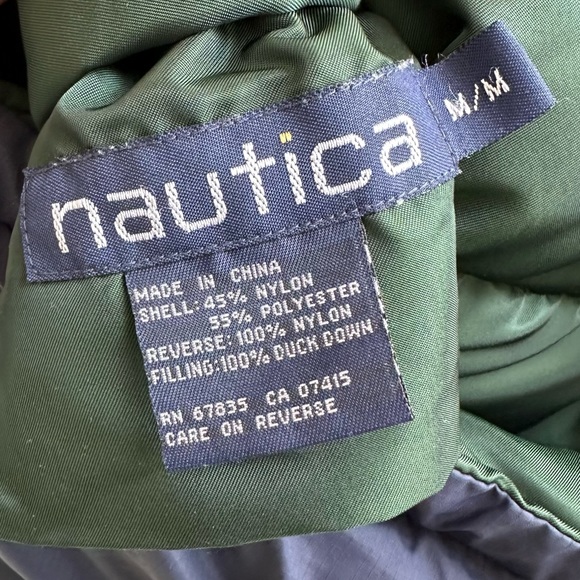 nautica
M/M
MADE IN CHINA
SHELL: 45% NYLON
55% POLYESTER
REVERSE: 100% NYLON
FILLING: 100% DUCK DOWN
RN 67835 CA 07415
CARE ON REVERSE